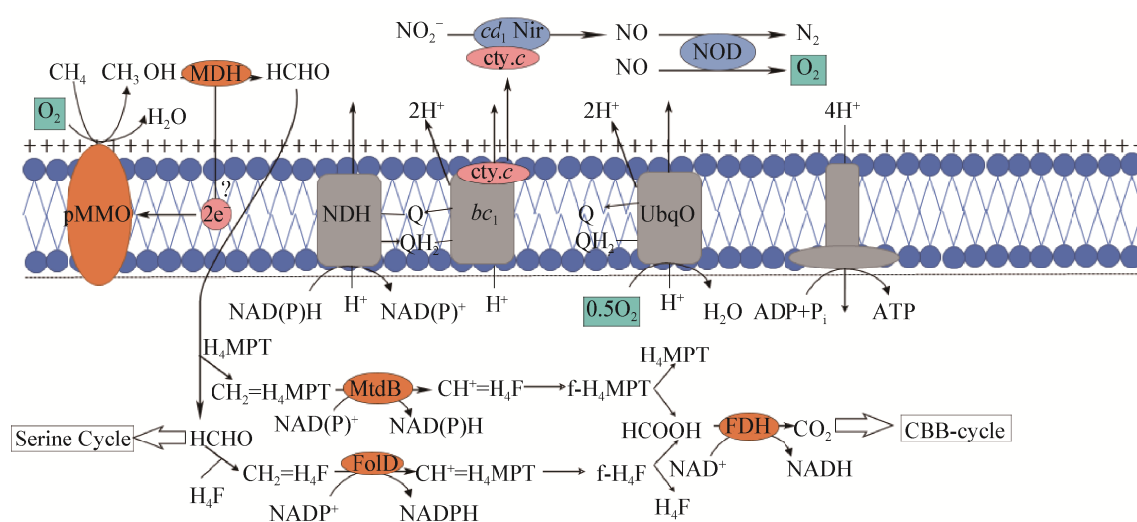 NO₂⁻ cd₁ Nir NO N₂
cty.c NOD
NO O₂
CH₄ CH₃ OH MDH HCHO
O₂ H₂O 2H⁺ 2H⁺ 4H⁺
+++++++++++++++++++++++++++++++++++++++++++++++++
cty.c
?
pMMO 2e⁻ NDH Q bc₁ Q UbqO
QH₂ QH₂
NAD(P)H H⁺ NAD(P)⁺ H⁺ 0.5O₂ H⁺ H₂O ADP+Pᵢ ATP
H₄MPT H₄MPT
CH₂=H₄MPT MtdB CH⁺=H₄F f-H₄MPT
NAD(P)⁺ NAD(P)H
Serine Cycle HCHO HCOOH FDH CO₂ CBB-cycle
CH₂=H₄F FolD CH⁺=H₄MPT f-H₄F NAD⁺ NADH
H₄F NADP⁺ NADPH H₄F